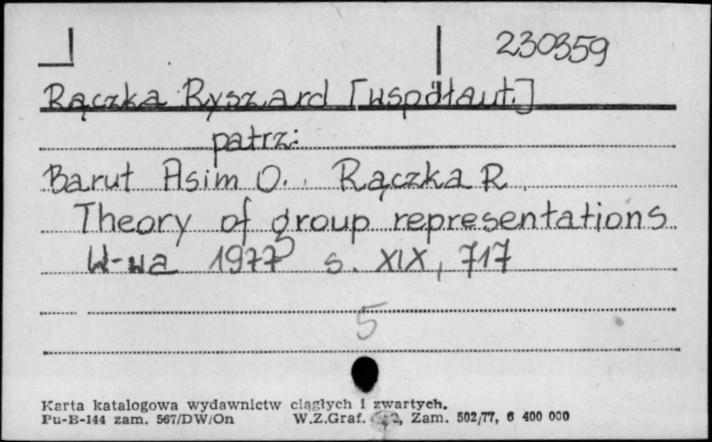 230359
Rączka Ryszard [współaut.]
patrz:
Barut Asim O., Rączka R.
Theory of group representations
W-wa 1977 s. XIX, 717
5
Karta katalogowa wydawnictw ciągłych i zwartych.
Pu-B-144 zam. 567/DW/On W.Z.Graf. Zam. 502/77, 6 400 000